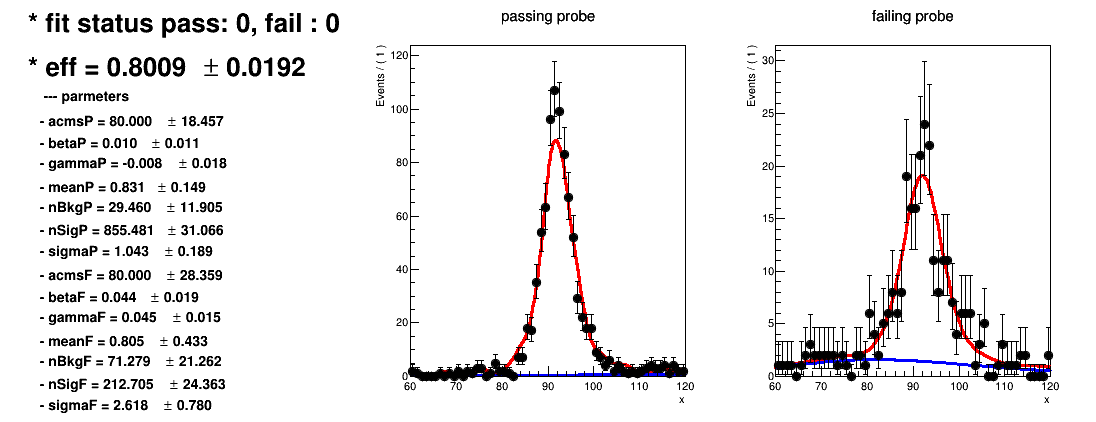 * fit status pass: 0, fail : 0
* eff = 0.8009 ± 0.0192
--- parmeters
- acmsP = 80.000 ± 18.457
- betaP = 0.010 ± 0.011
- gammaP = -0.008 ± 0.018
- meanP = 0.831 ± 0.149
- nBkgP = 29.460 ± 11.905
- nSigP = 855.481 ± 31.066
- sigmaP = 1.043 ± 0.189
- acmsF = 80.000 ± 28.359
- betaF = 0.044 ± 0.019
- gammaF = 0.045 ± 0.015
- meanF = 0.805 ± 0.433
- nBkgF = 71.279 ± 21.262
- nSigF = 212.705 ± 24.363
- sigmaF = 2.618 ± 0.780
passing probe
Events / ( 1 )
120
100
80
60
40
20
0
60 70 80 90 100 110 120
x
failing probe
Events / ( 1 )
30
25
20
15
10
5
0
60 70 80 90 100 110 120
x